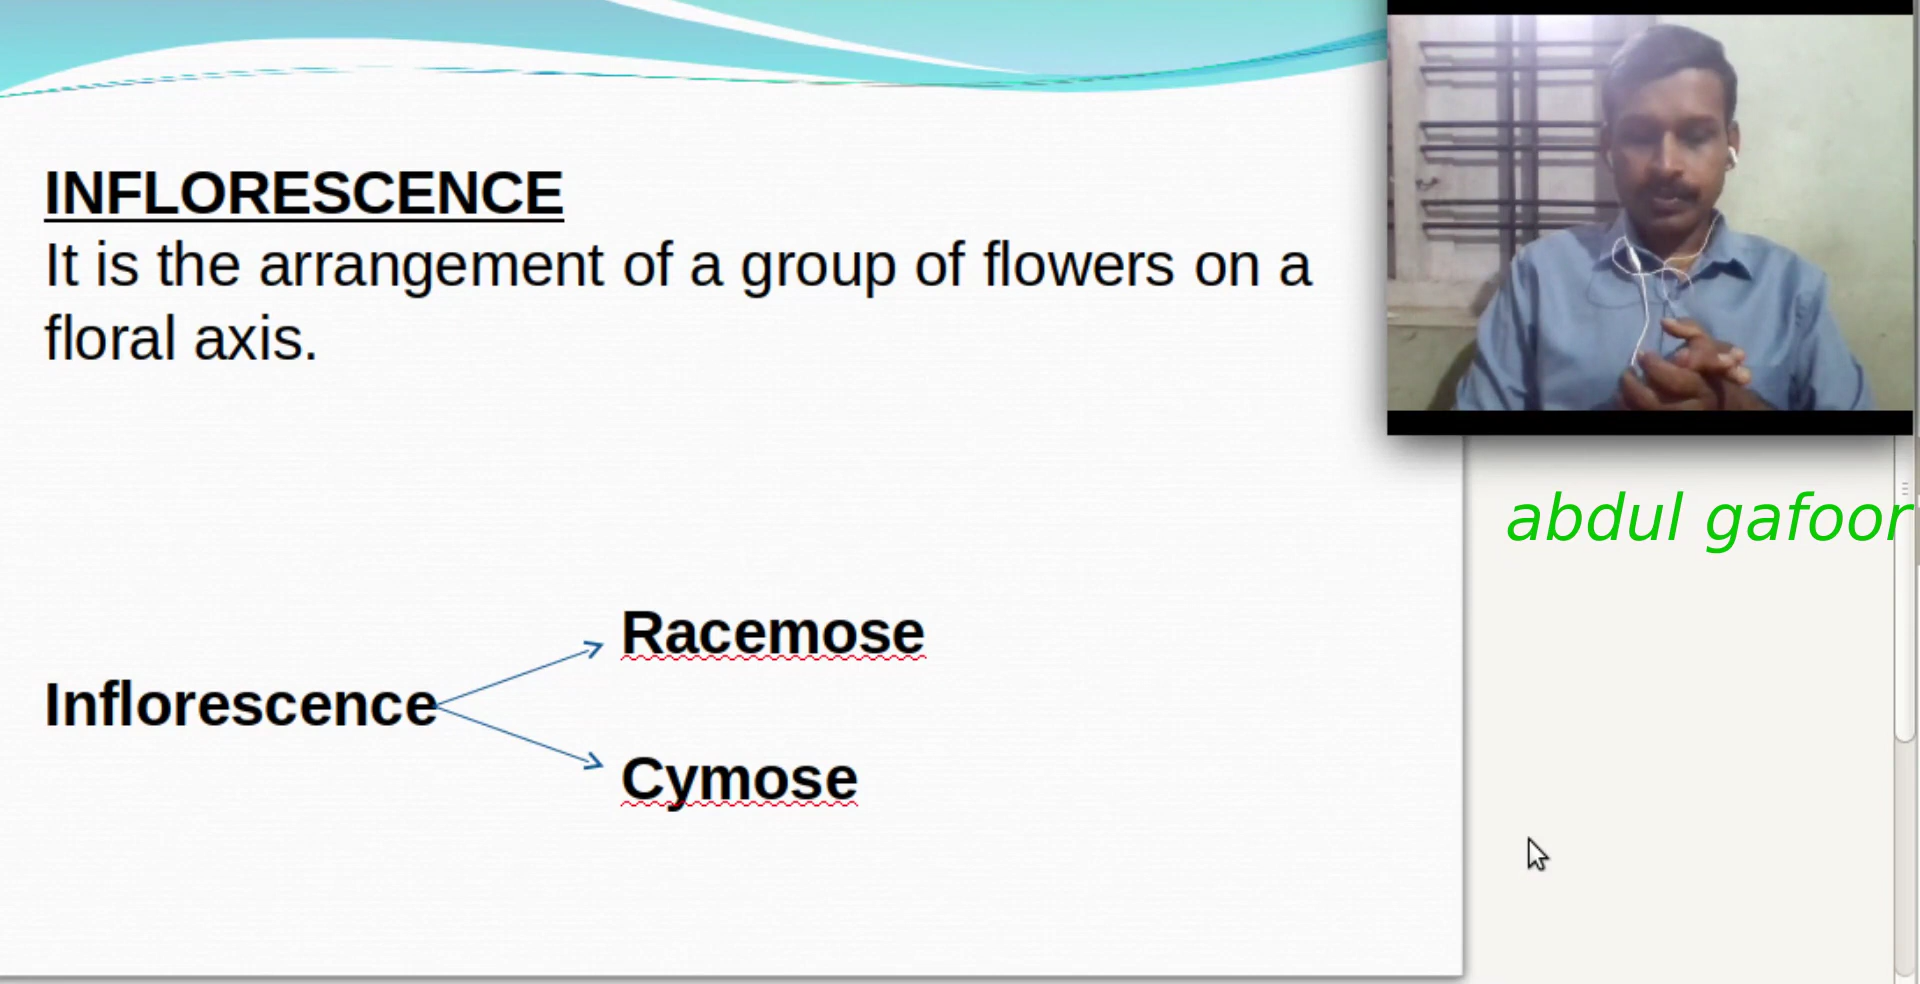 INFLORESCENCE
It is the arrangement of a group of flowers on a
floral axis.
abdul gafoor
Racemose
Inflorescence
Cymose